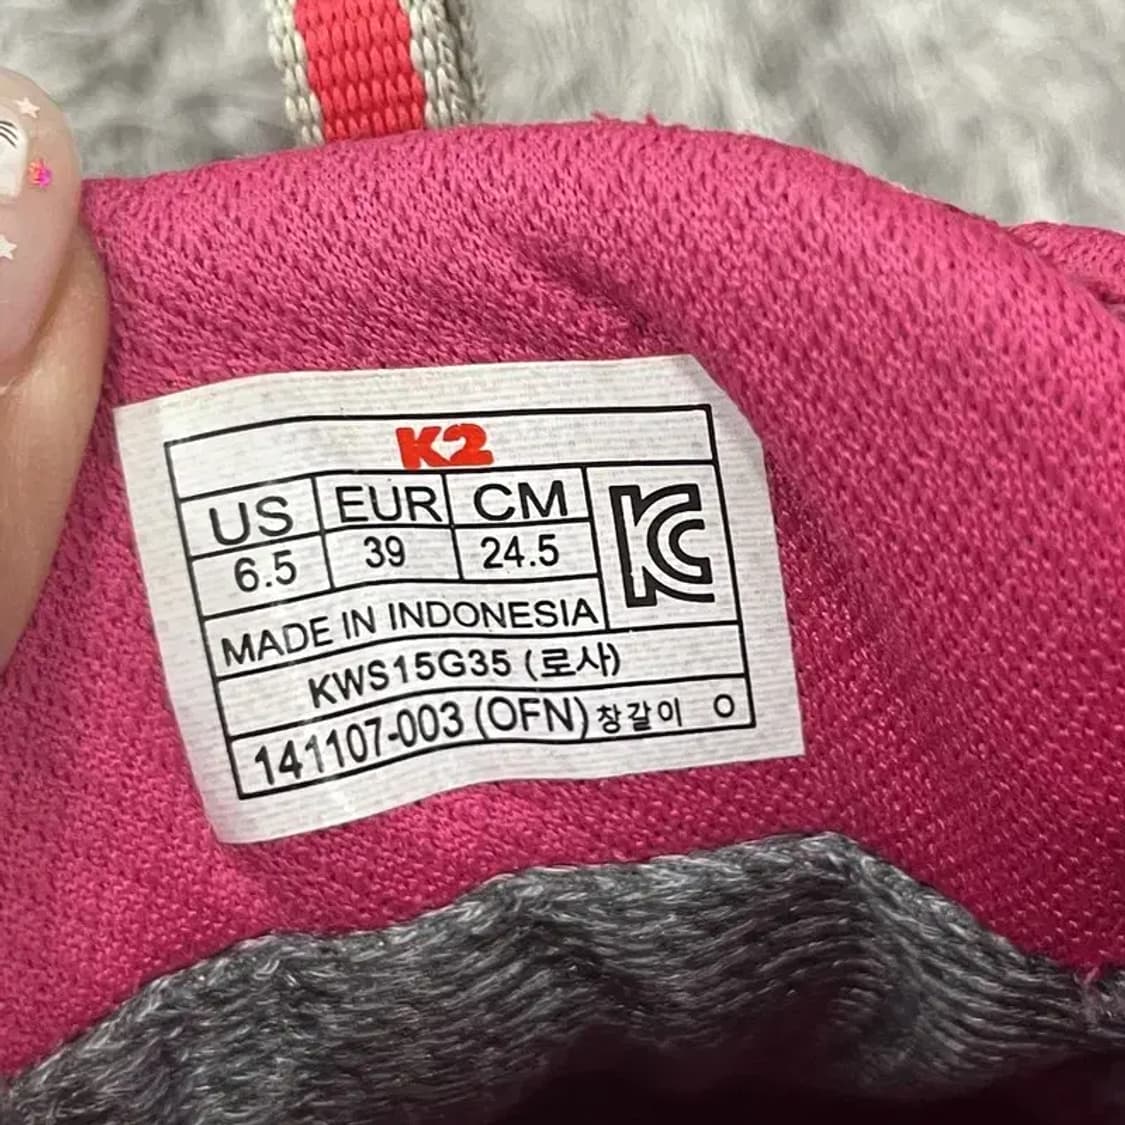 K2
US EUR CM
6.5 39 24.5
KC
MADE IN INDONESIA
KWS15G35 (로사)
141107-003 (OFN) 창갈이 O